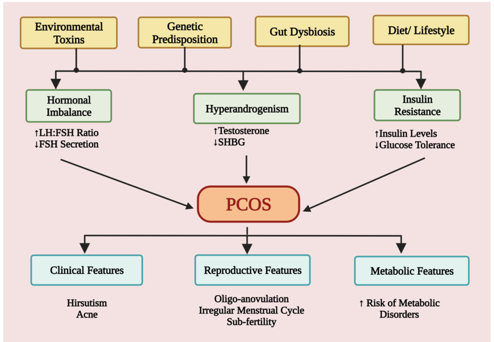 Environmental
Toxins
Genetic
Predisposition
Gut Dysbiosis
Diet/ Lifestyle
Hormonal
Imbalance
Hyperandrogenism
Insulin
Resistance
↑LH:FSH Ratio
↓FSH Secretion
↑Testosterone
↓SHBG
↑Insulin Levels
↓Glucose Tolerance
PCOS
Clinical Features
Reproductive Features
Metabolic Features
Hirsutism
Acne
Oligo-anovulation
Irregular Menstrual Cycle
Sub-fertility
↑ Risk of Metabolic
Disorders